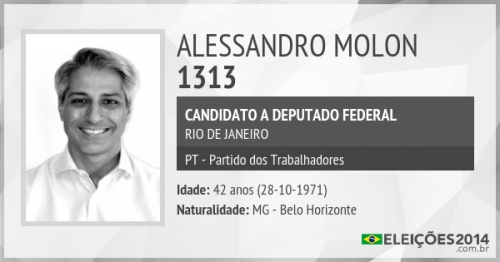 ALESSANDRO MOLON
1313
CANDIDATO A DEPUTADO FEDERAL
RIO DE JANEIRO
PT - Partido dos Trabalhadores
Idade: 42 anos (28-10-1971)
Naturalidade: MG - Belo Horizonte
ELEIÇÕES2014
.com.br